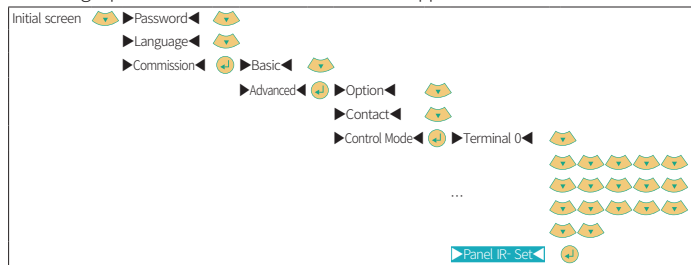 Initial screen ▶Password◀
▶Language◀
▶Commission◀ ▶Basic◀
▶Advanced◀ ▶Option◀
▶Contact◀
▶Control Mode◀ ▶Terminal 0◀
...
▶Panel IR- Set◀